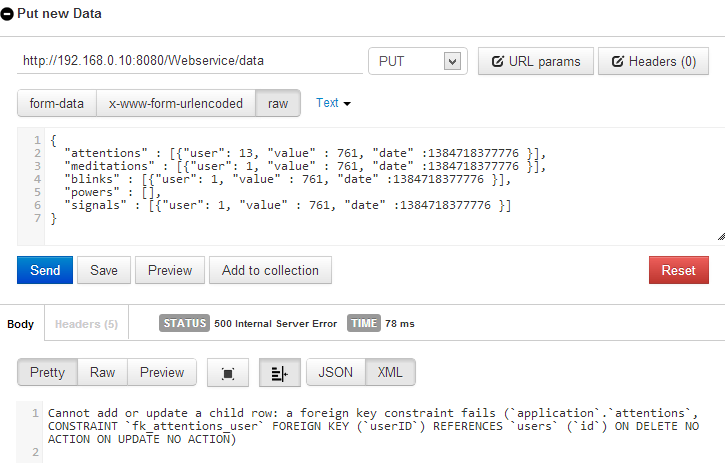 Put new Data
http://192.168.0.10:8080/Webservice/data PUT URL params Headers (0)
form-data x-www-form-urlencoded raw Text
1 {
2 "attentions" : [{"user": 13, "value" : 761, "date" :1384718377776 }],
3 "meditations" : [{"user": 1, "value" : 761, "date" :1384718377776 }],
4 "blinks" : [{"user": 1, "value" : 761, "date" :1384718377776 }],
5 "powers" : [],
6 "signals" : [{"user": 1, "value" : 761, "date" :1384718377776 }]
7 }
Send Save Preview Add to collection Reset
Body Headers (5) STATUS 500 Internal Server Error TIME 78 ms
Pretty Raw Preview JSON XML
1 Cannot add or update a child row: a foreign key constraint fails (`application`.`attentions`,
CONSTRAINT `fk_attentions_user` FOREIGN KEY (`userID`) REFERENCES `users` (`id`) ON DELETE NO
ACTION ON UPDATE NO ACTION)
2